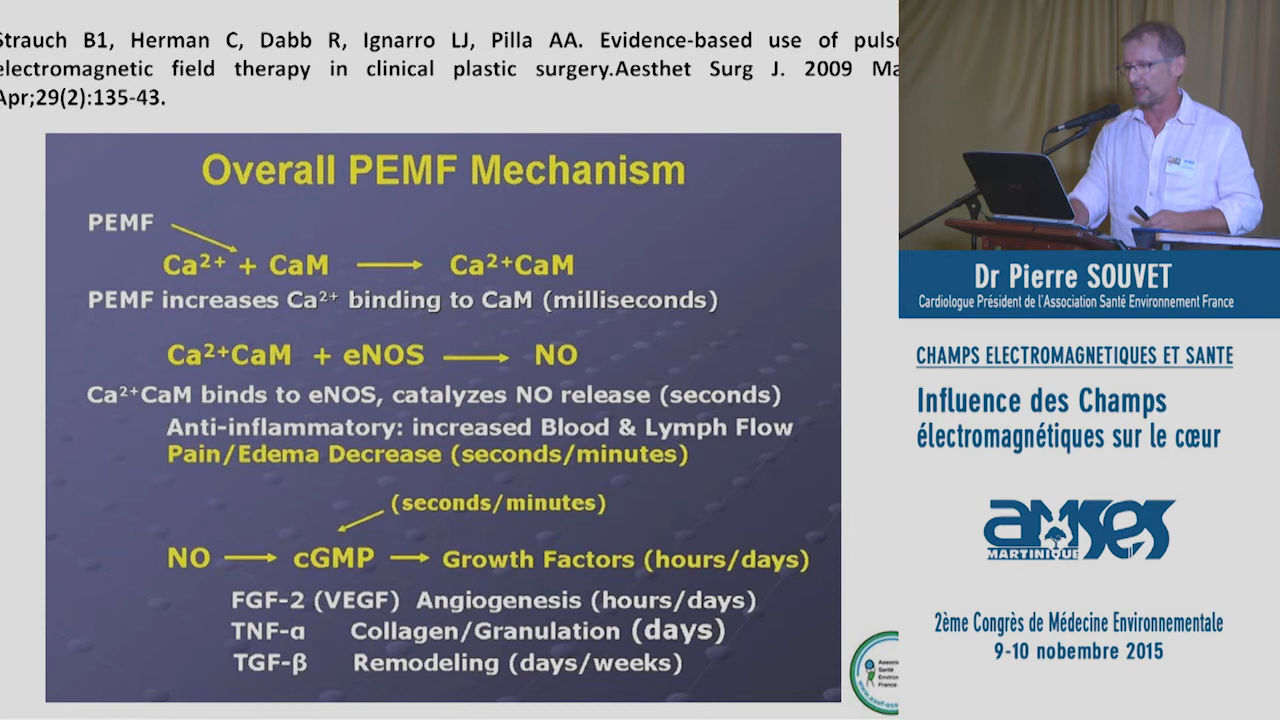 Strauch B1, Herman C, Dabb R, Ignarro LJ, Pilla AA. Evidence-based use of pulse
electromagnetic field therapy in clinical plastic surgery.Aesthet Surg J. 2009 Ma
Apr;29(2):135-43.
Overall PEMF Mechanism
PEMF
Ca²⁺ + CaM → Ca²⁺CaM
PEMF increases Ca²⁺ binding to CaM (milliseconds)
Ca²⁺CaM + eNOS → NO
Ca²⁺CaM binds to eNOS, catalyzes NO release (seconds)
Anti-inflammatory: increased Blood & Lymph Flow
Pain/Edema Decrease (seconds/minutes)
(seconds/minutes)
NO → cGMP → Growth Factors (hours/days)
FGF-2 (VEGF) Angiogenesis (hours/days)
TNF-α Collagen/Granulation (days)
TGF-β Remodeling (days/weeks)
Dr Pierre SOUVET
Cardiologue Président de l'Association Santé Environnement France
CHAMPS ELECTROMAGNETIQUES ET SANTE
Influence des Champs
électromagnétiques sur le cœur
AMSES
MARTINIQUE
2ème Congrès de Médecine Environnementale
9-10 nobembre 2015
Santé
France